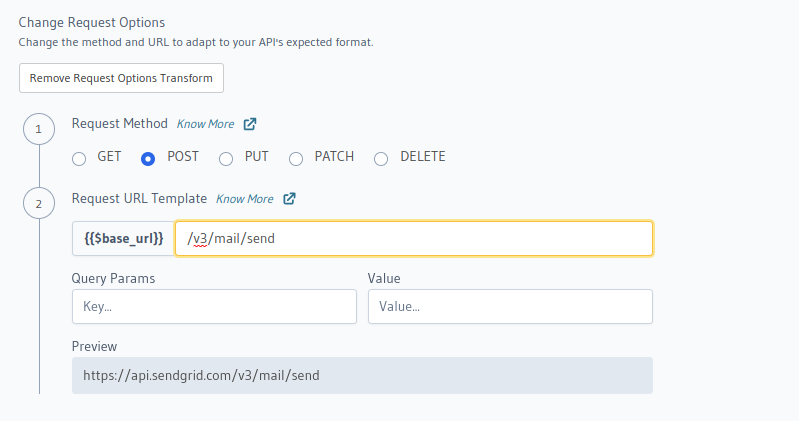 Change Request Options
Change the method and URL to adapt to your API's expected format.
Remove Request Options Transform
1 Request Method Know More
GET POST PUT PATCH DELETE
2 Request URL Template Know More
{{$base_url}} /v3/mail/send
Query Params Value
Key... Value...
Preview
https://api.sendgrid.com/v3/mail/send